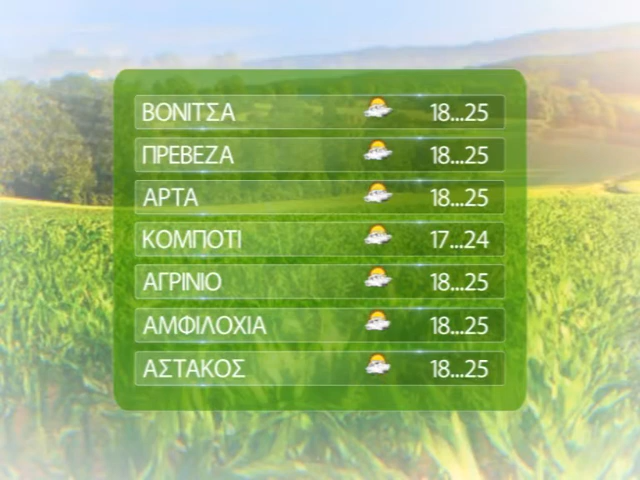 ΒΟΝΙΤΣΑ 18...25
ΠΡΕΒΕΖΑ 18...25
ΑΡΤΑ 18...25
ΚΟΜΠΟΤΙ 17...24
ΑΓΡΙΝΙΟ 18...25
ΑΜΦΙΛΟΧΙΑ 18...25
ΑΣΤΑΚΟΣ 18...25